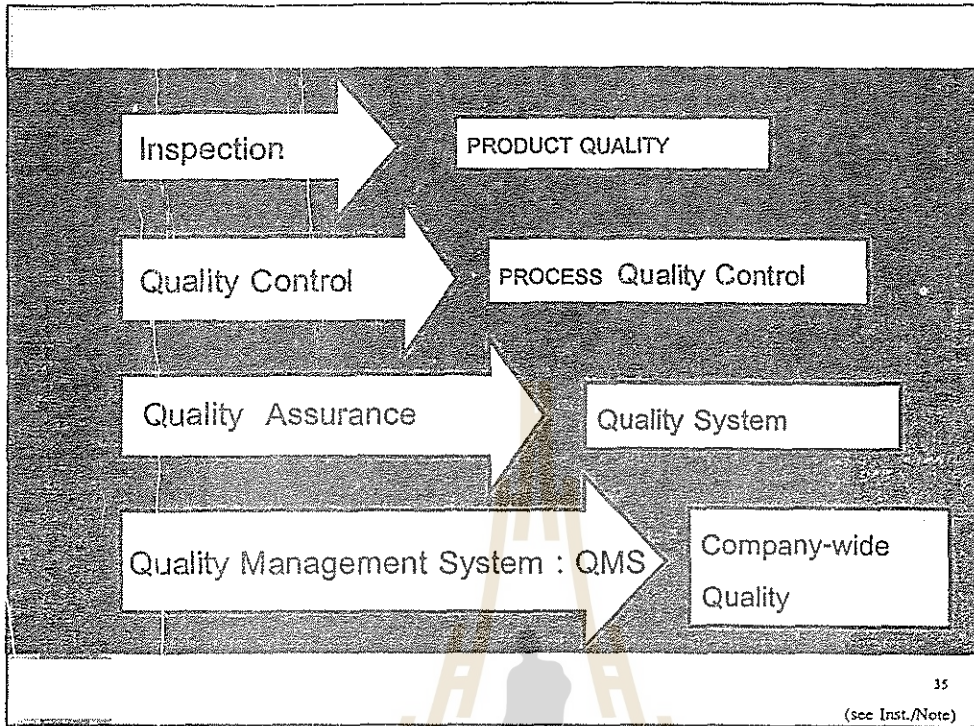 Inspection
PRODUCT QUALITY
Quality Control
PROCESS Quality Control
Quality Assurance
Quality System
Quality Management System : QMS
Company-wide
Quality
35
(see Inst./Note)